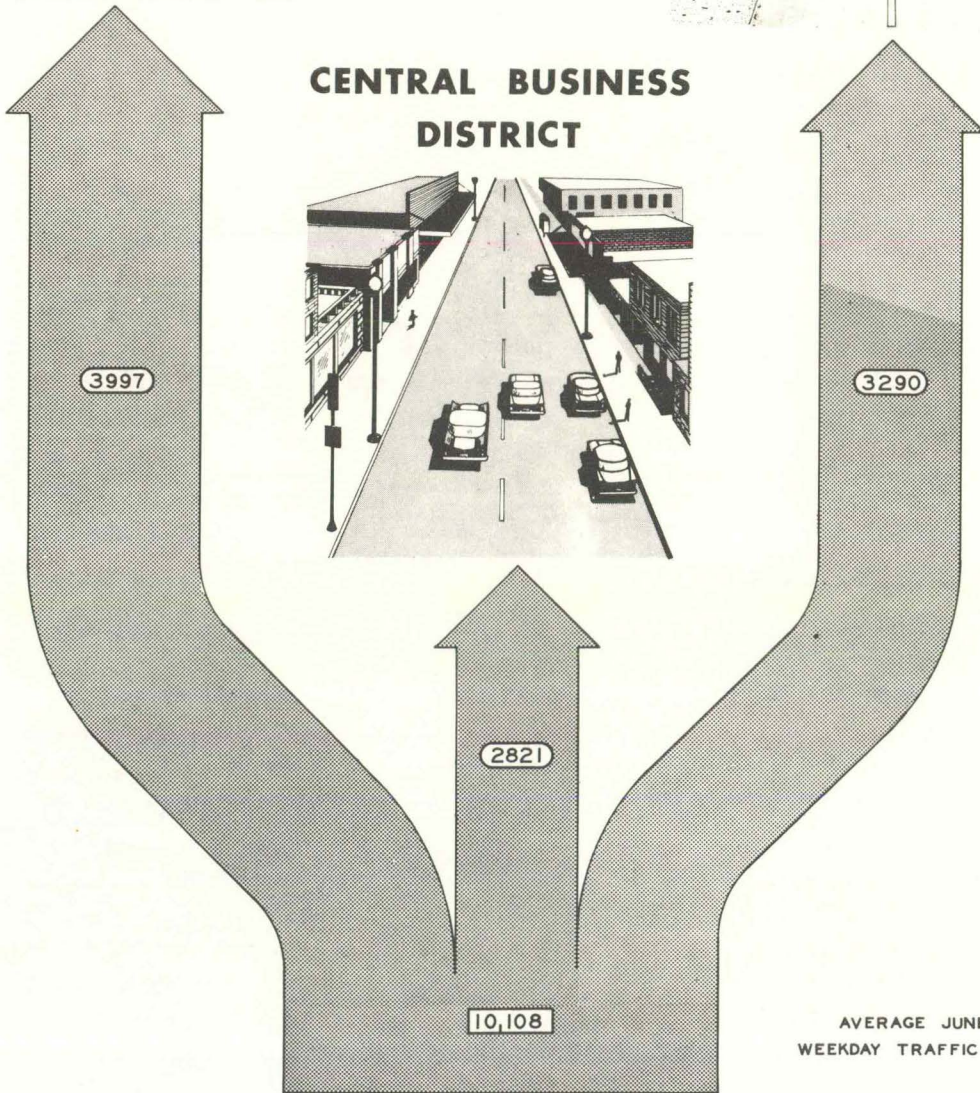 CENTRAL BUSINESS
DISTRICT
3997
3290
2821
10,108
AVERAGE JUNE
WEEKDAY TRAFFIC